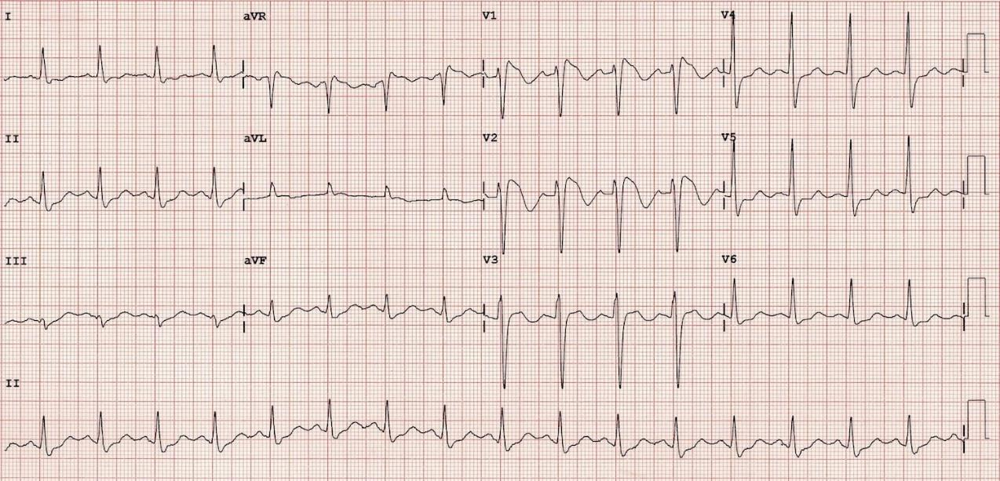 I aVR V1 V4
II aVL V2 V5
III aVF V3 V6
II